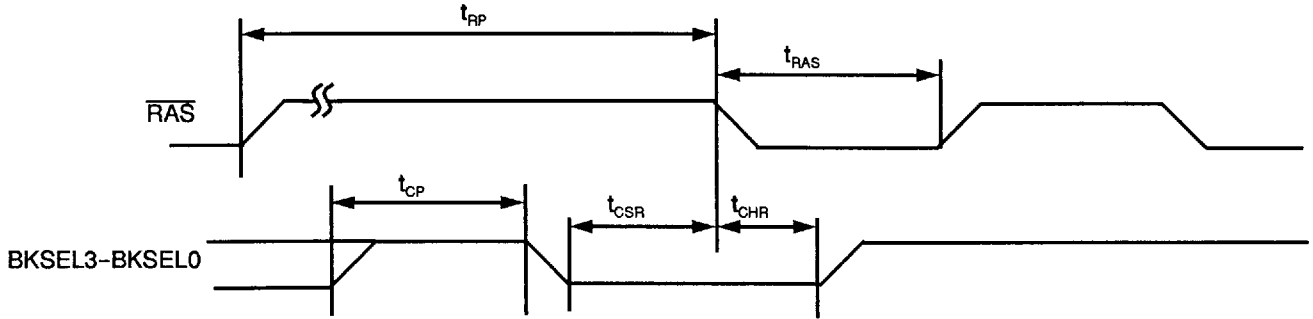 tRP
tRAS
RAS
tCP
tCSR
tCHR
BKSEL3-BKSEL0